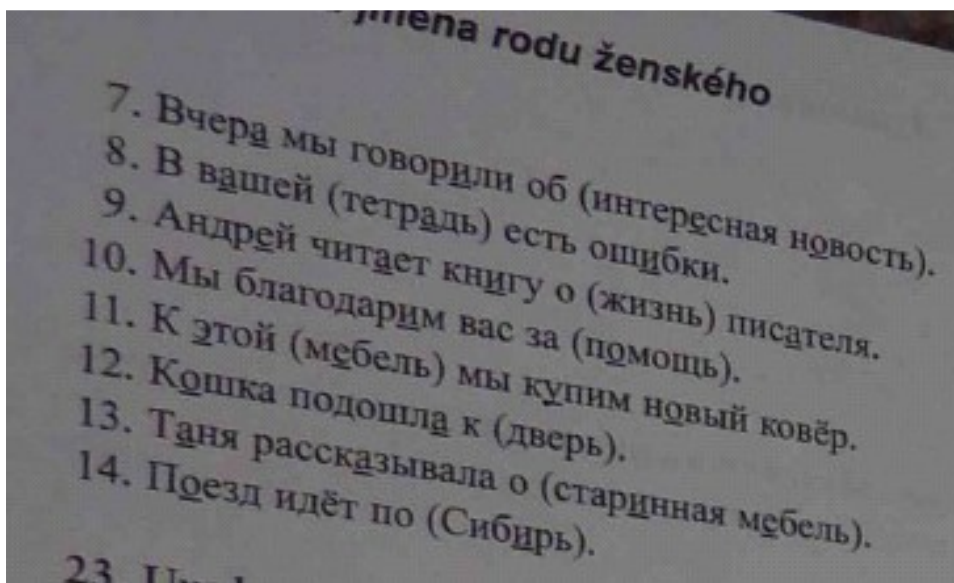 jména rodu ženského
7. Вчера мы говорили об (интересная новость).
8. В вашей (тетрадь) есть ошибки.
9. Андрей читает книгу о (жизнь) писателя.
10. Мы благодарим вас за (помощь).
11. К этой (мебель) мы купим новый ковёр.
12. Кошка подошла к (дверь).
13. Таня рассказывала о (старинная мебель).
14. Поезд идёт по (Сибирь).
23.